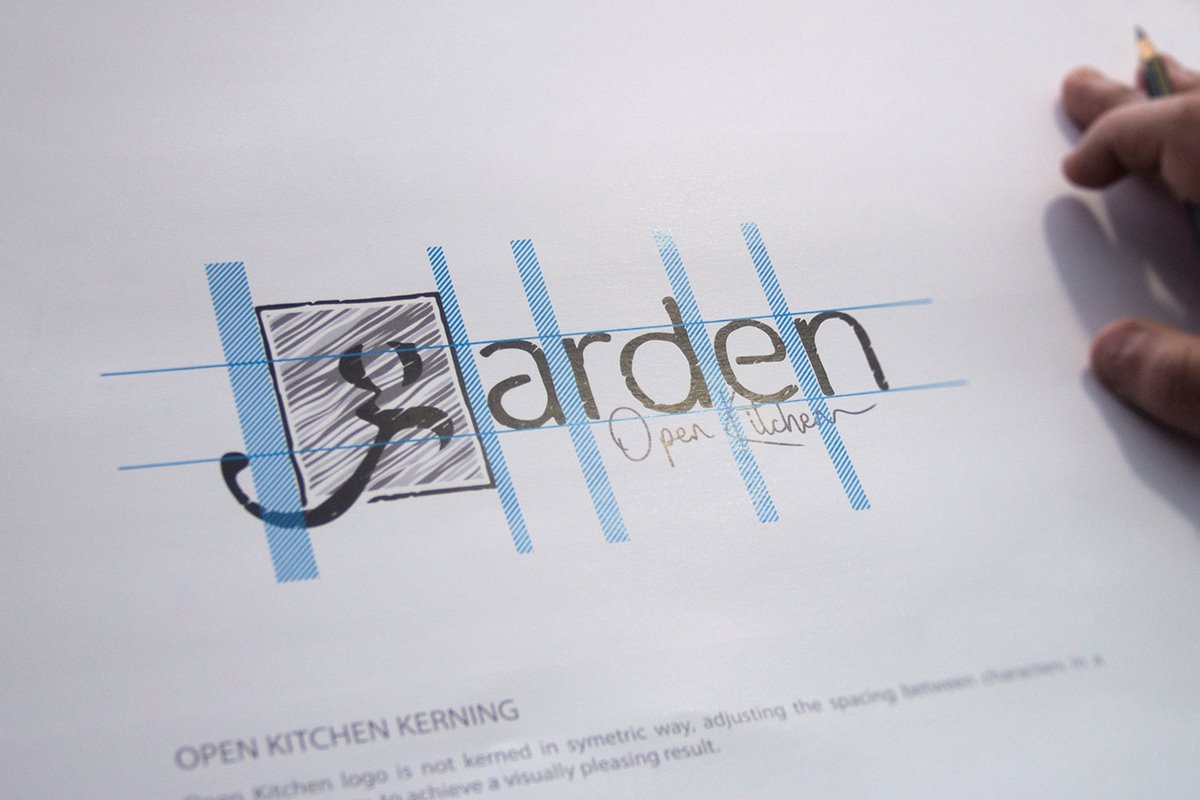 garden
Open Kitchen
OPEN KITCHEN KERNING
Open Kitchen logo is not kerned in symetric way, adjusting the spacing between characters in a
to achieve a visually pleasing result.